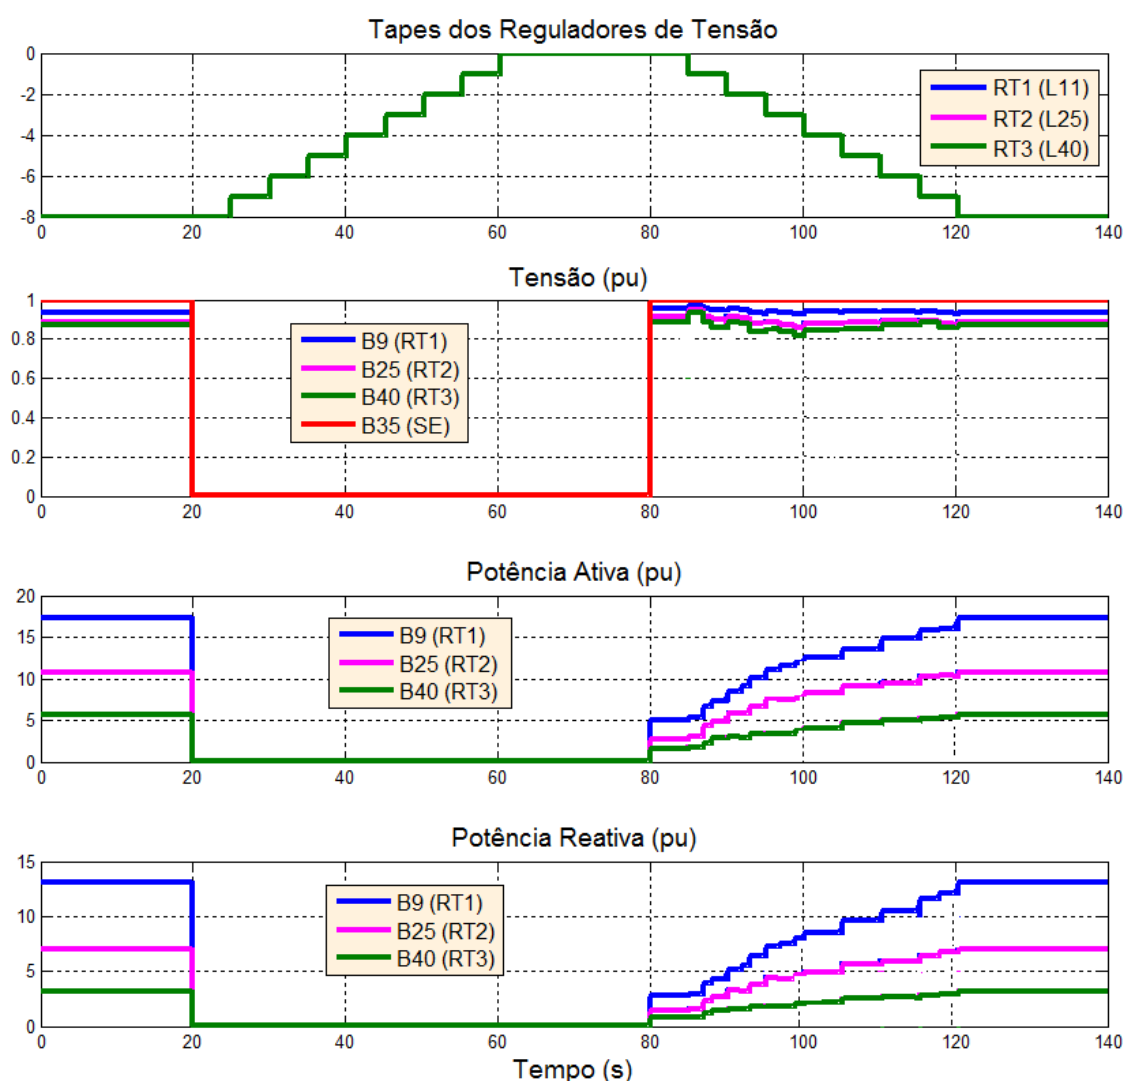 Tapes dos Reguladores de Tensão
0
-2
-4
-6
-8
RT1 (L11)
RT2 (L25)
RT3 (L40)
0 20 40 60 80 100 120 140
Tensão (pu)
1
0.8
0.6
0.4
0.2
0
B9 (RT1)
B25 (RT2)
B40 (RT3)
B35 (SE)
0 20 40 60 80 100 120 140
Potência Ativa (pu)
20
15
10
5
0
B9 (RT1)
B25 (RT2)
B40 (RT3)
0 20 40 60 80 100 120 140
Potência Reativa (pu)
15
10
5
0
B9 (RT1)
B25 (RT2)
B40 (RT3)
0 20 40 60 80 100 120 140
Tempo (s)